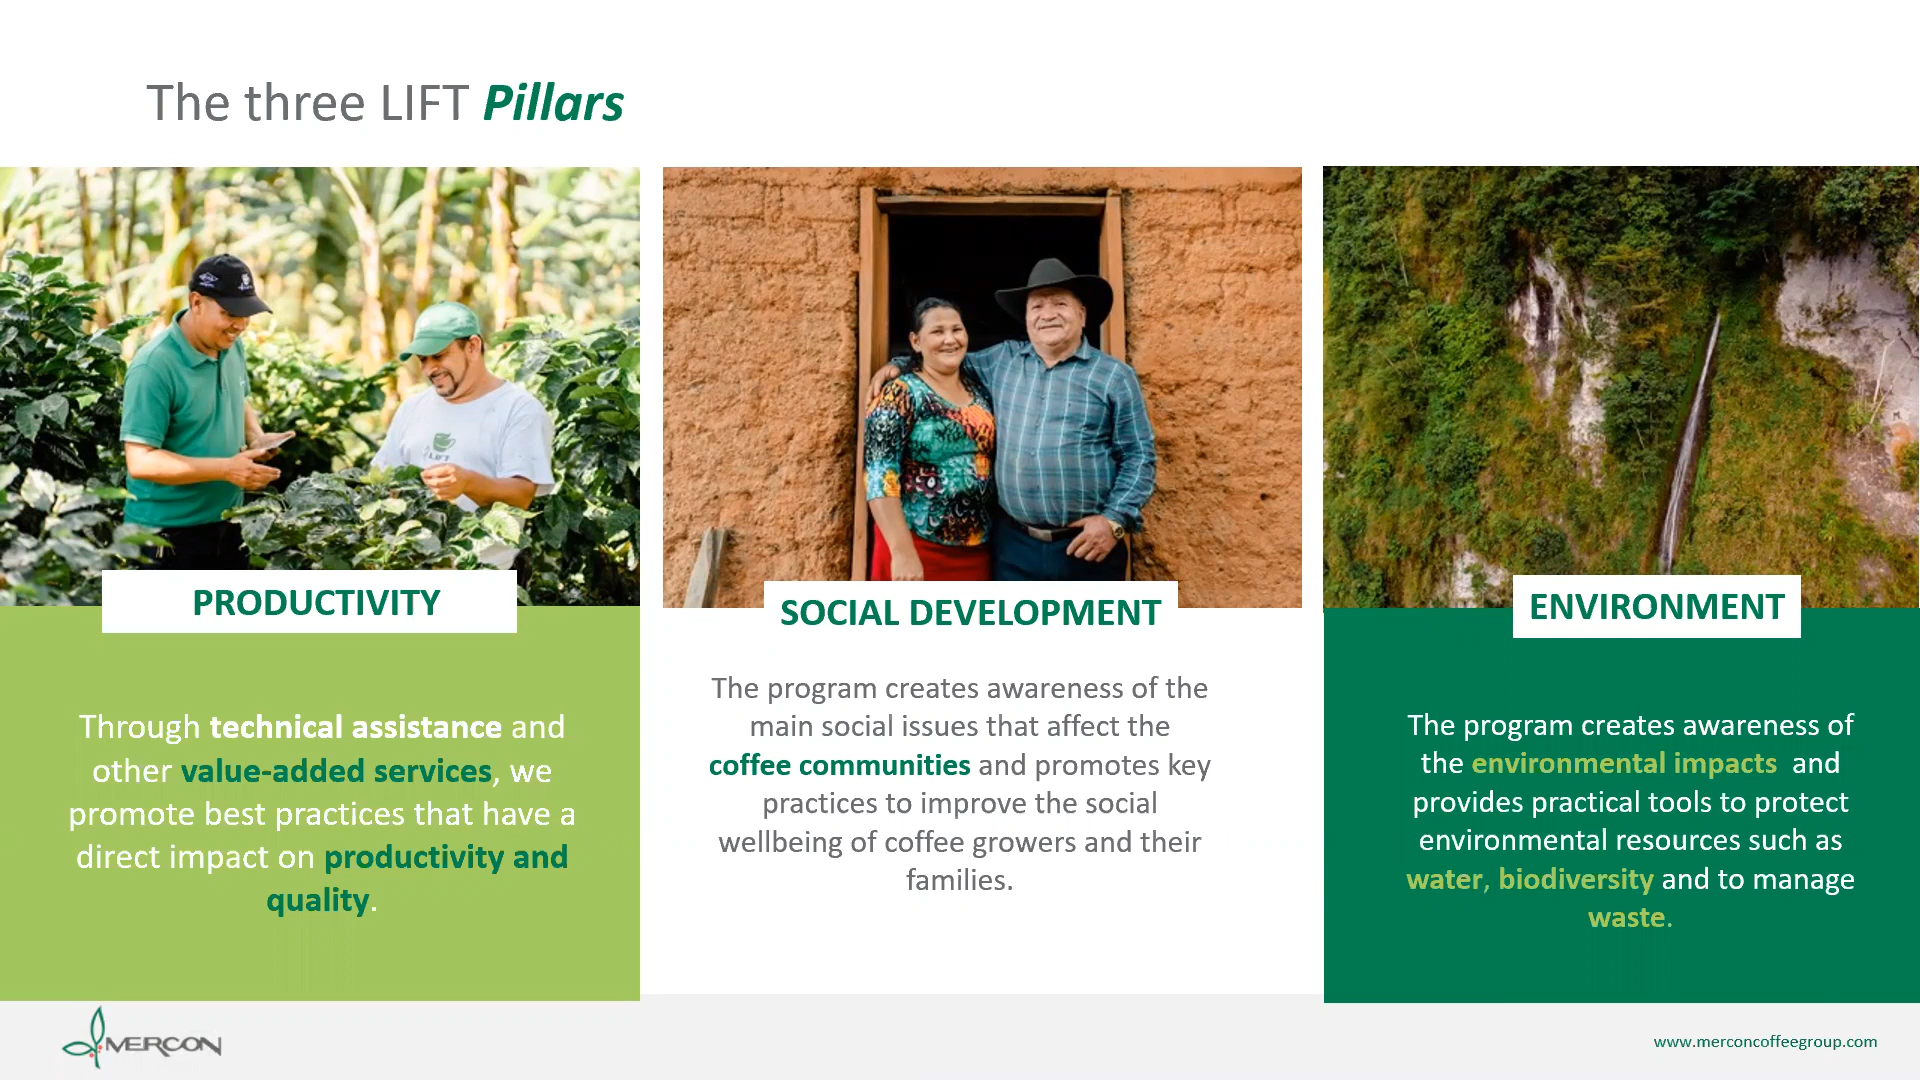 The three LIFT Pillars
LIFT
PRODUCTIVITY
Through technical assistance and
other value-added services, we
promote best practices that have a
direct impact on productivity and
quality.
SOCIAL DEVELOPMENT
The program creates awareness of the
main social issues that affect the
coffee communities and promotes key
practices to improve the social
wellbeing of coffee growers and their
families.
ENVIRONMENT
The program creates awareness of
the environmental impacts  and
provides practical tools to protect
environmental resources such as
water, biodiversity and to manage
waste.
MERCON
www.merconcoffeegroup.com